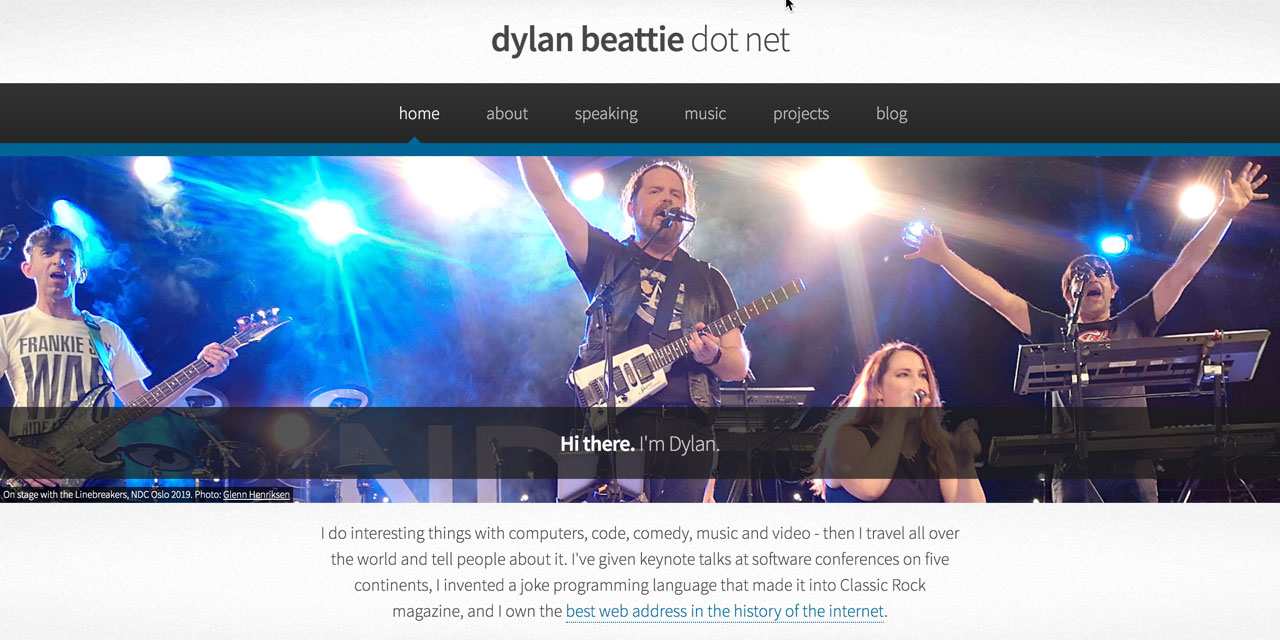 dylan beattie dot net
home about speaking music projects blog
FRANKIE SAY
WAR
HIDE
Hi there. I'm Dylan.
On stage with the Linebreakers, NDC Oslo 2019. Photo: Glenn Henriksen
I do interesting things with computers, code, comedy, music and video - then I travel all over
the world and tell people about it. I've given keynote talks at software conferences on five
continents, I invented a joke programming language that made it into Classic Rock
magazine, and I own the best web address in the history of the internet.